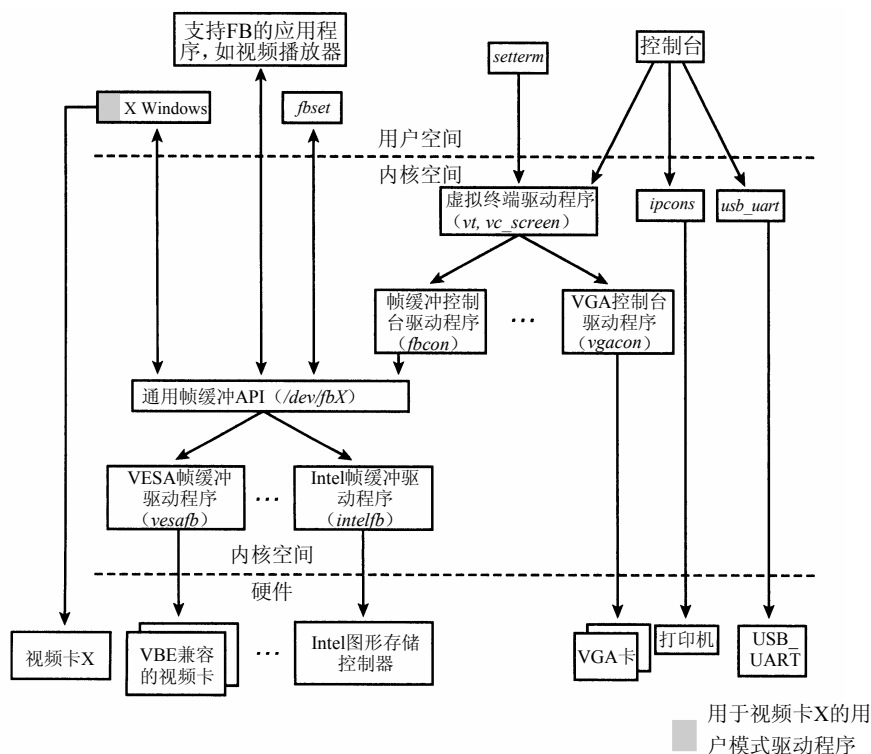 支持FB的应用程
序，如视频播放器
setterm
控制台
X Windows
fbset
用户空间
内核空间
虚拟终端驱动程序
（vt, vc_screen）
ipcons
usb_uart
帧缓冲控制
台驱动程序
（fbcon）
…
VGA控制台
驱动程序
（vgacon）
通用帧缓冲API（/dev/fbX）
VESA帧缓冲
驱动程序
（vesafb）
…
Intel帧缓冲驱
动程序
（intelfb）
内核空间
硬件
视频卡X
VBE兼容
的视频卡
…
Intel图形存储
控制器
VGA卡
打印机
USB_
UART
用于视频卡X的用
户模式驱动程序